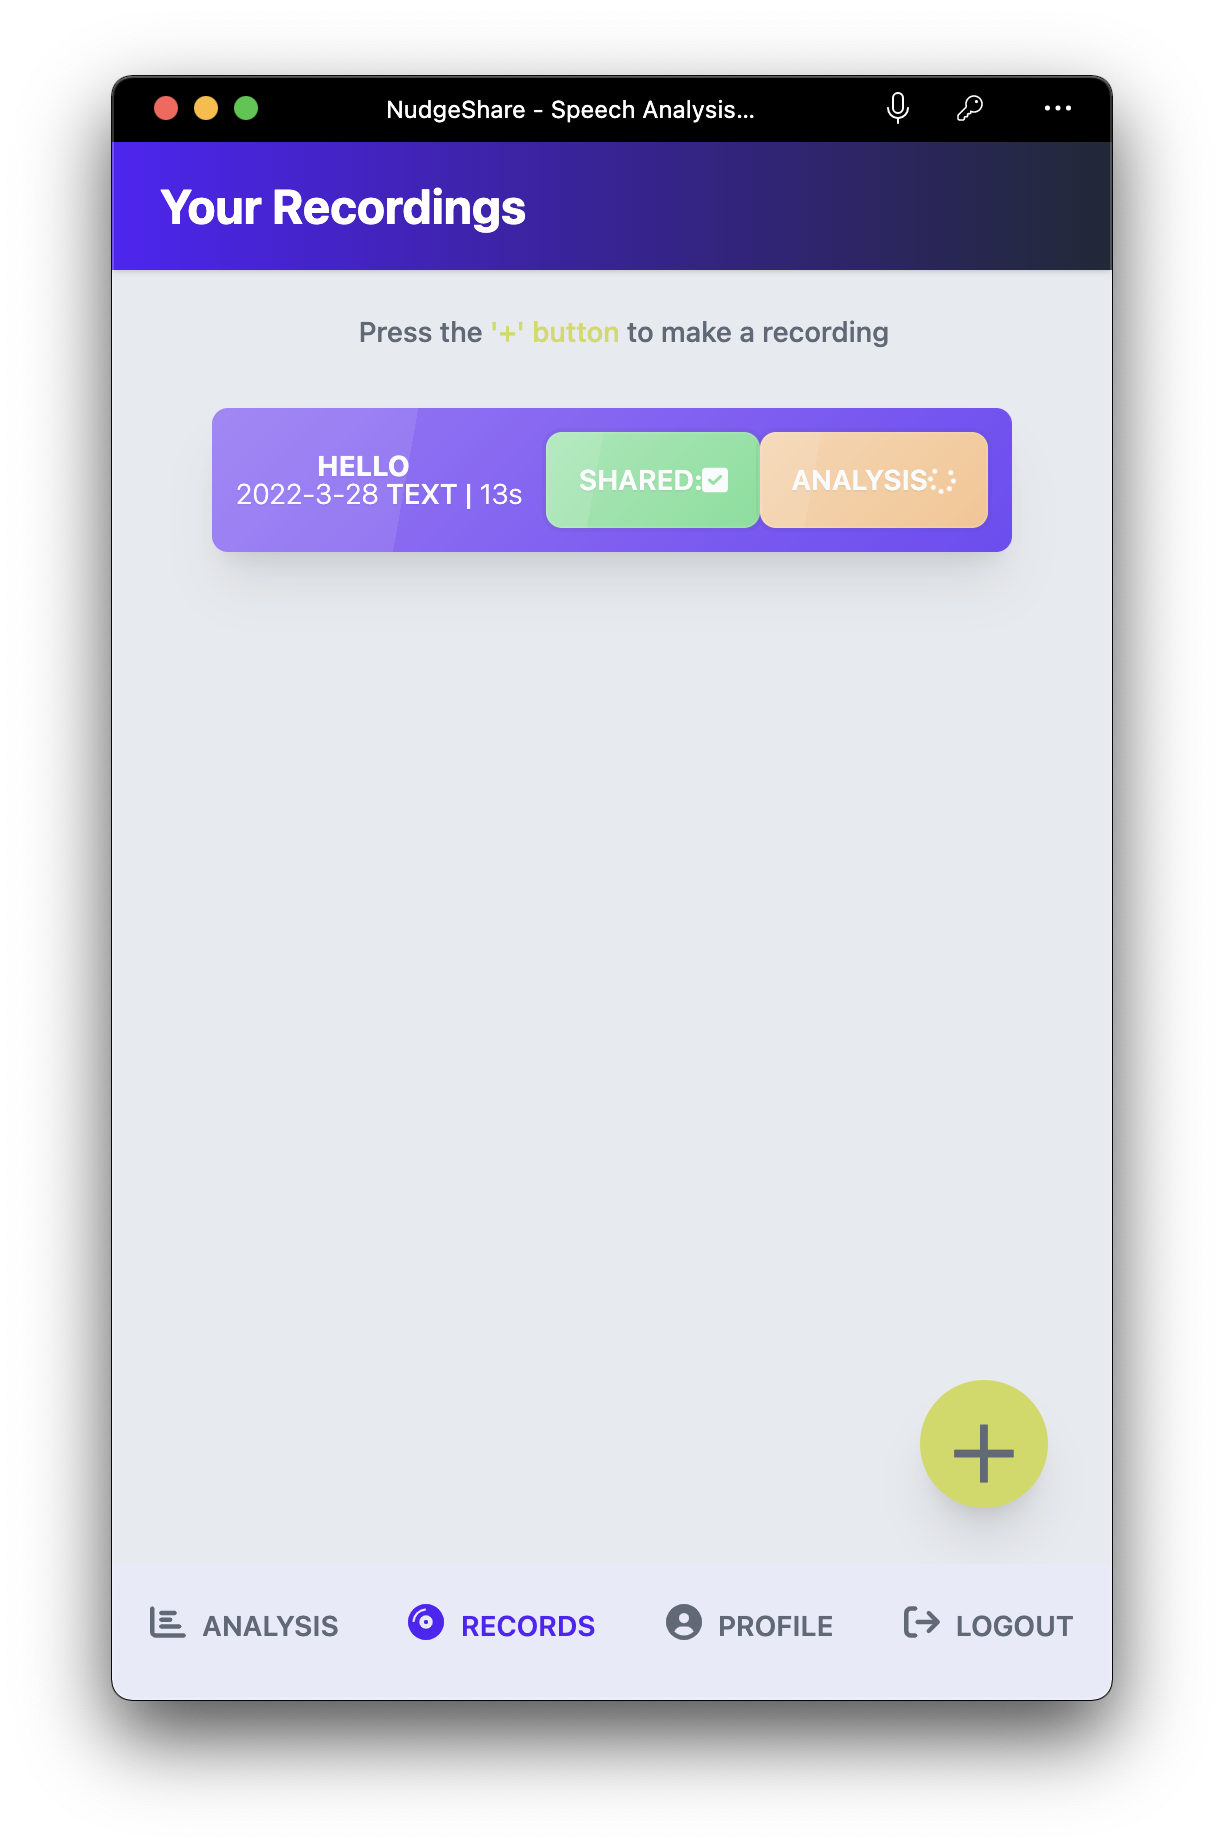 NudgeShare - Speech Analysis...
Your Recordings
Press the '+' button to make a recording
HELLO
2022-3-28 TEXT | 13s
SHARED:
ANALYSIS
ANALYSIS
RECORDS
PROFILE
LOGOUT